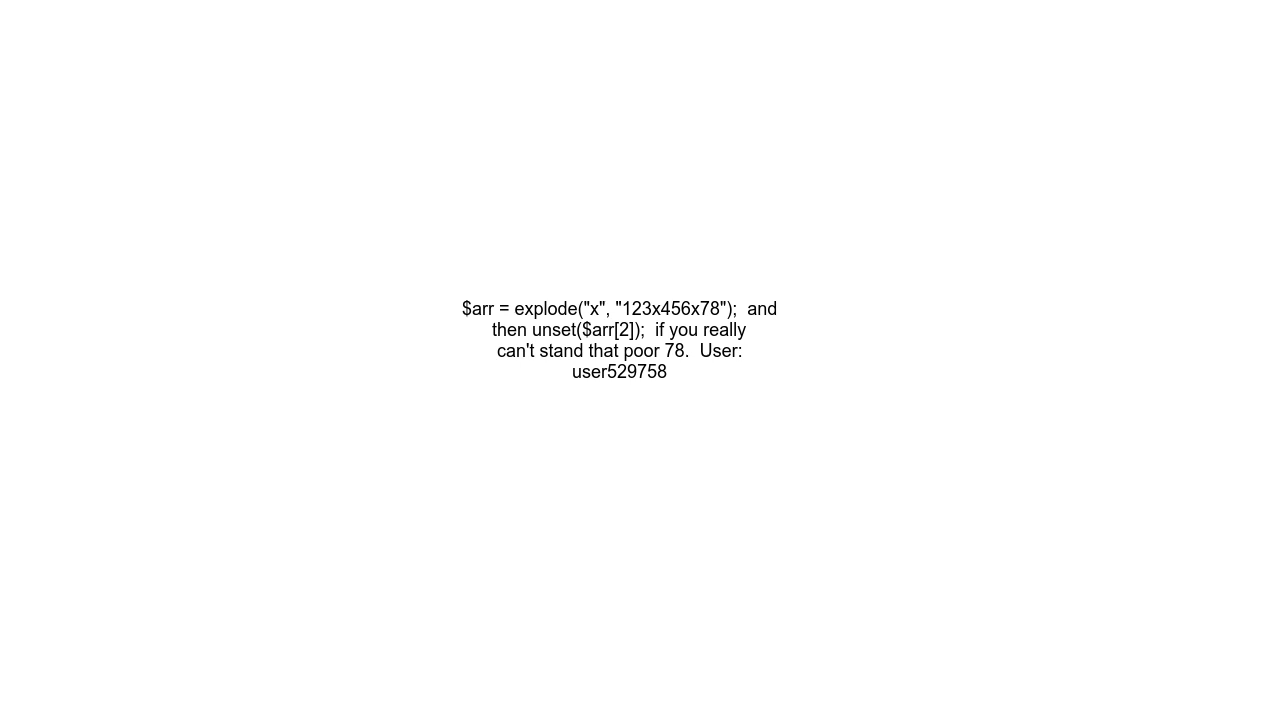 $arr = explode("x", "123x456x78");  and
then unset($arr[2]);  if you really
can't stand that poor 78.  User:
user529758